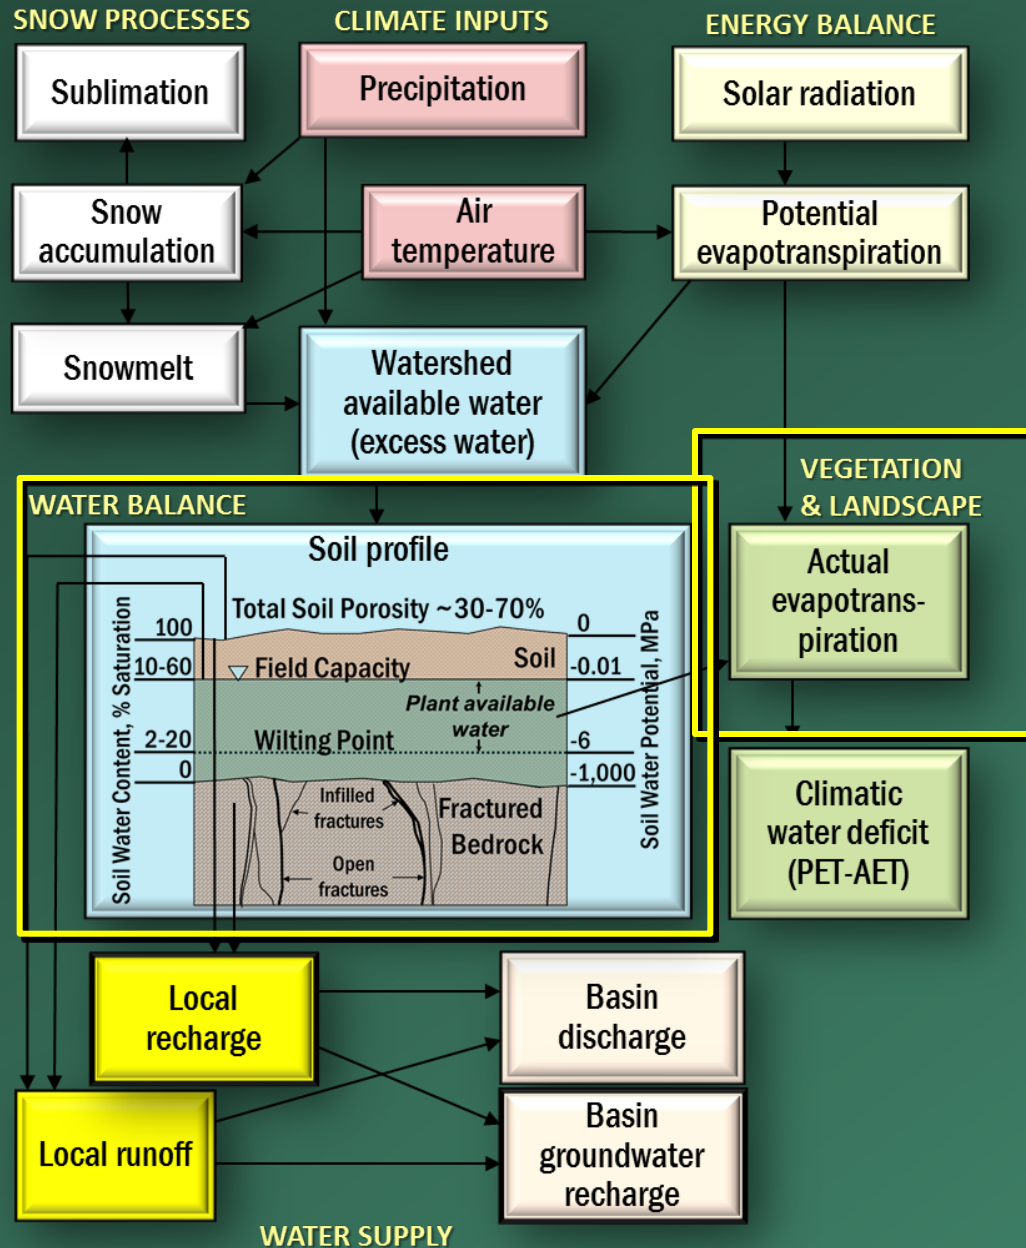 SNOW PROCESSES
CLIMATE INPUTS
ENERGY BALANCE
Sublimation
Precipitation
Solar radiation
Snow
accumulation
Air
temperature
Potential
evapotranspiration
Snowmelt
Watershed
available water
(excess water)
VEGETATION
& LANDSCAPE
WATER BALANCE
Soil profile
Actual
evapotrans-
piration
Total Soil Porosity ~30-70%
Soil Water Content, % Saturation
100
10-60
2-20
0
Field Capacity
Soil
Plant available
water
Wilting Point
0
-0.01
-6
-1,000
Soil Water Potential, MPa
Infilled
fractures
Fractured
Bedrock
Open
fractures
Climatic
water deficit
(PET-AET)
Local
recharge
Basin
discharge
Local runoff
Basin
groundwater
recharge
WATER SUPPLY